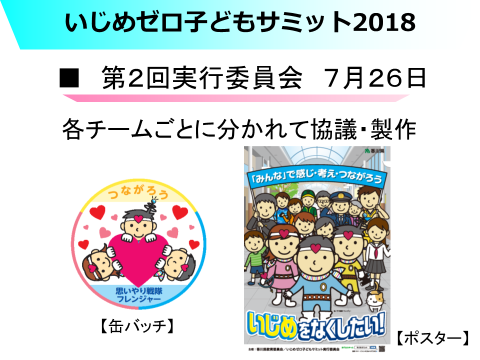 いじめゼロ子どもサミット2018
■ 第2回実行委員会 7月26日
各チームごとに分かれて協議・製作
つながろう
思いやり戦隊
フレンジャー
【缶バッチ】
「みんな」で感じ・考え・つながろう
いじめをなくしたい!
【ポスター】